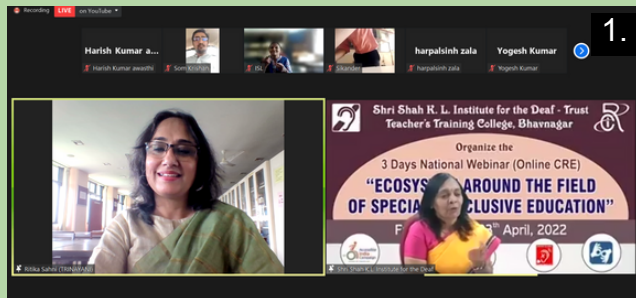 Recording LIVE on YouTube
1.
Harish Kumar a...
harpalsinh zala
Yogesh Kumar
Harish Kumar awasthi
Som Krishan
ISL
Sikander
harpalsinh zala
Yogesh Kumar
Shri Shah K. L. Institute for the Deaf - Trust
Teacher's Training College, Bhavnagar
Organize the
3 Days National Webinar (Online CRE)
"ECOSYS AROUND THE FIELD
OF SPECIA CLUSIVE EDUCATION"
April, 2022
Ritika Sahni (TRINAYANI)
Shri Shah K.L. Institute for the Deaf